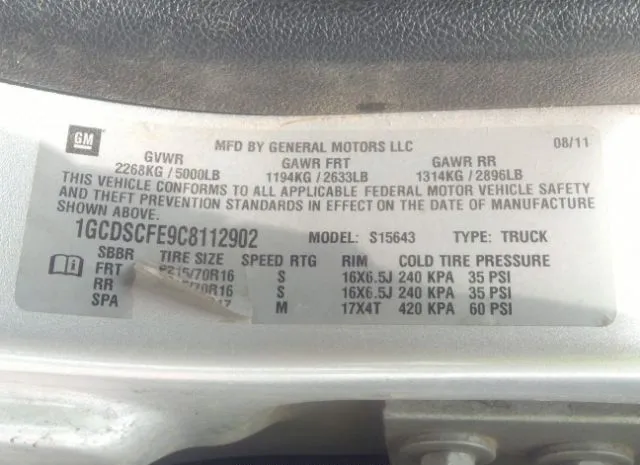 GM
MFD BY GENERAL MOTORS LLC 08/11
GVWR GAWR FRT GAWR RR
2268KG / 5000LB 1194KG / 2633LB 1314KG / 2896LB
THIS VEHICLE CONFORMS TO ALL APPLICABLE FEDERAL MOTOR VEHICLE SAFETY
AND THEFT PREVENTION STANDARDS IN EFFECT ON THE DATE OF MANUFACTURE
SHOWN ABOVE.
1GCDSCFE9C8112902 MODEL: S15643 TYPE: TRUCK
SBBR TIRE SIZE SPEED RTG RIM COLD TIRE PRESSURE
FRT P215/70R16 S 16X6.5J 240 KPA 35 PSI
RR /70R16 S 16X6.5J 240 KPA 35 PSI
SPA M 17X4T 420 KPA 60 PSI